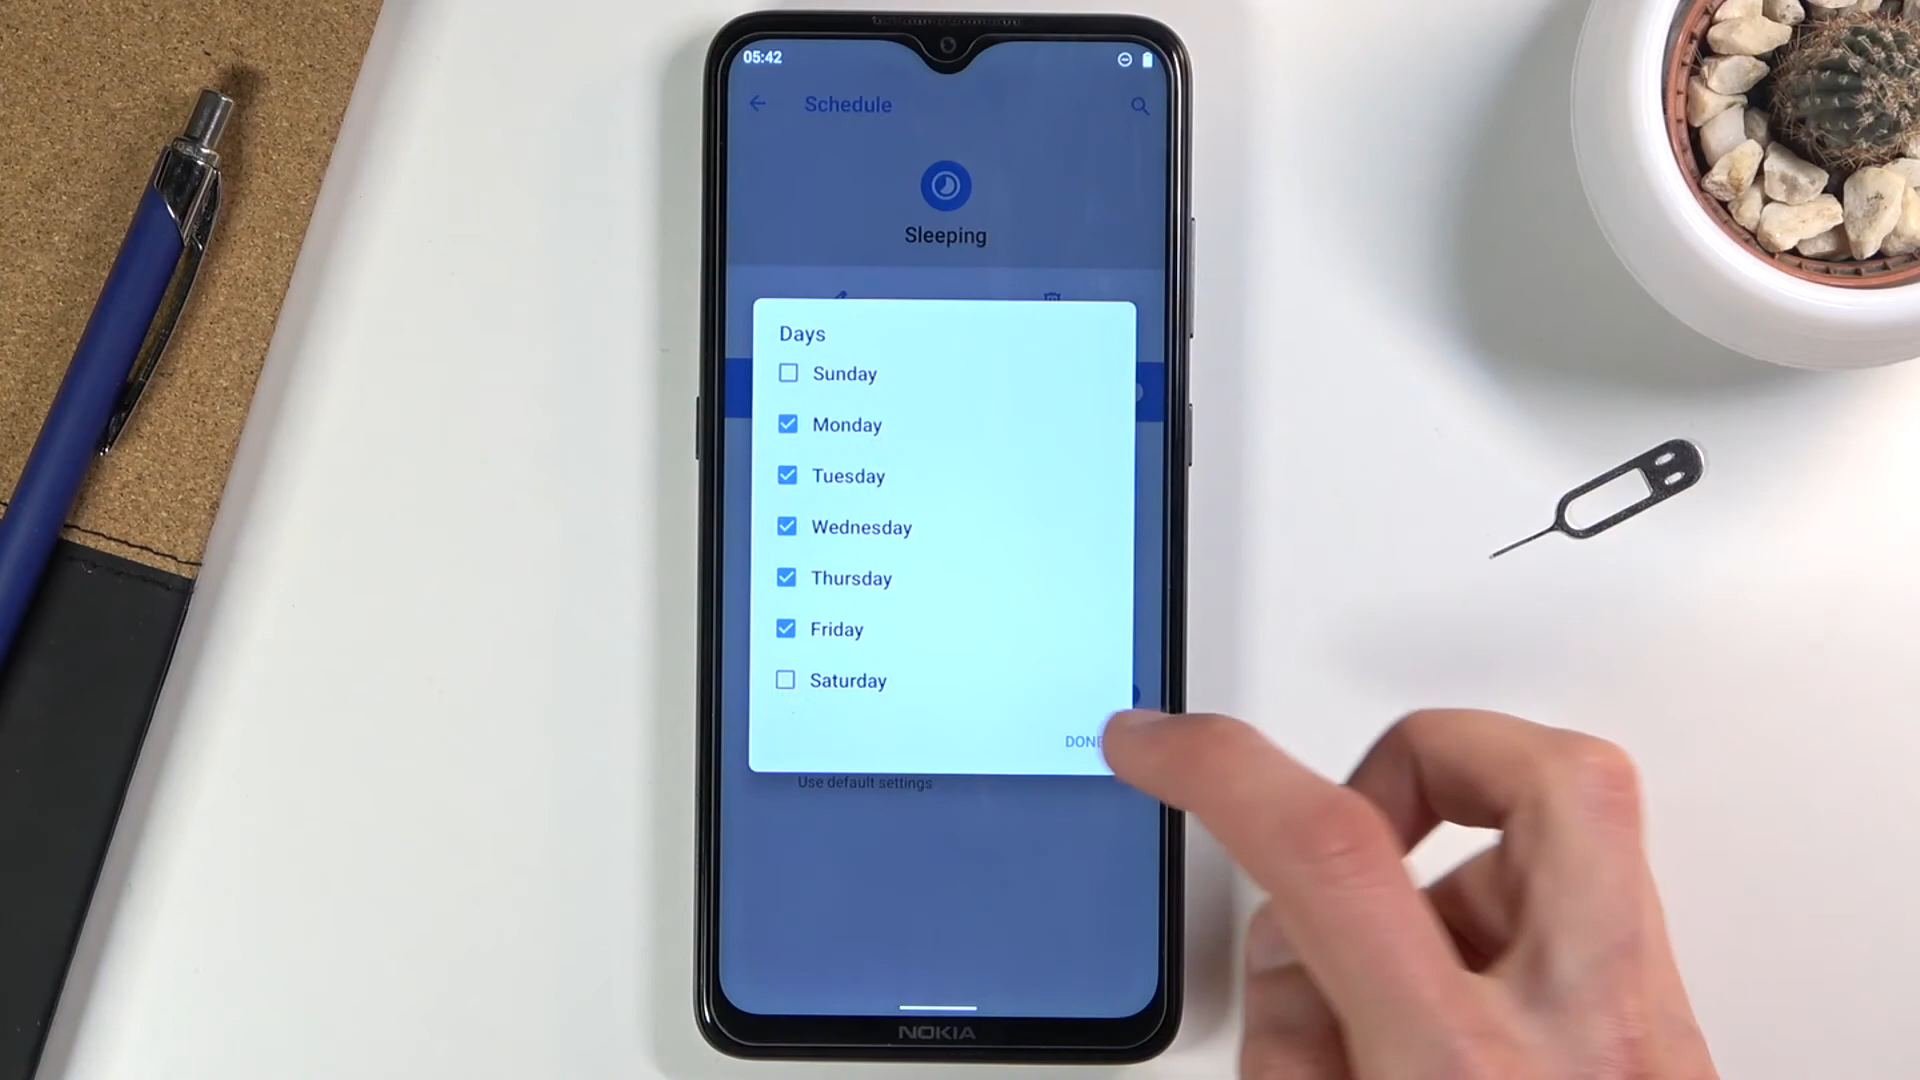 05:42
Schedule
Sleeping
Days
Sunday
Monday
Tuesday
Wednesday
Thursday
Friday
Saturday
DONE
Use default settings
NOKIA